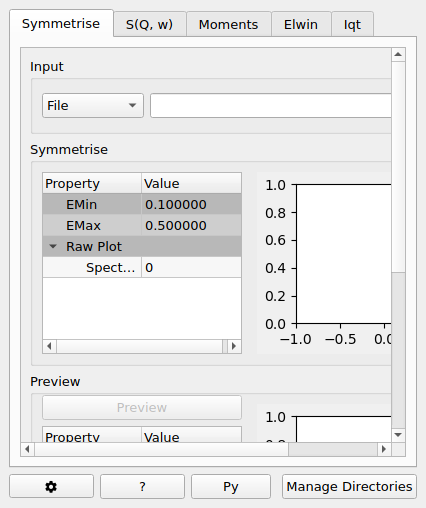 Symmetrise S(Q, w) Moments Elwin Iqt
Input
File
Symmetrise
Property Value
EMin 0.100000
EMax 0.500000
Raw Plot
Spect... 0
1.0
0.8
0.6
0.4
0.2
0.0
−1.0 −0.5
Preview
Preview
1.0
Property Value
? Py Manage Directories